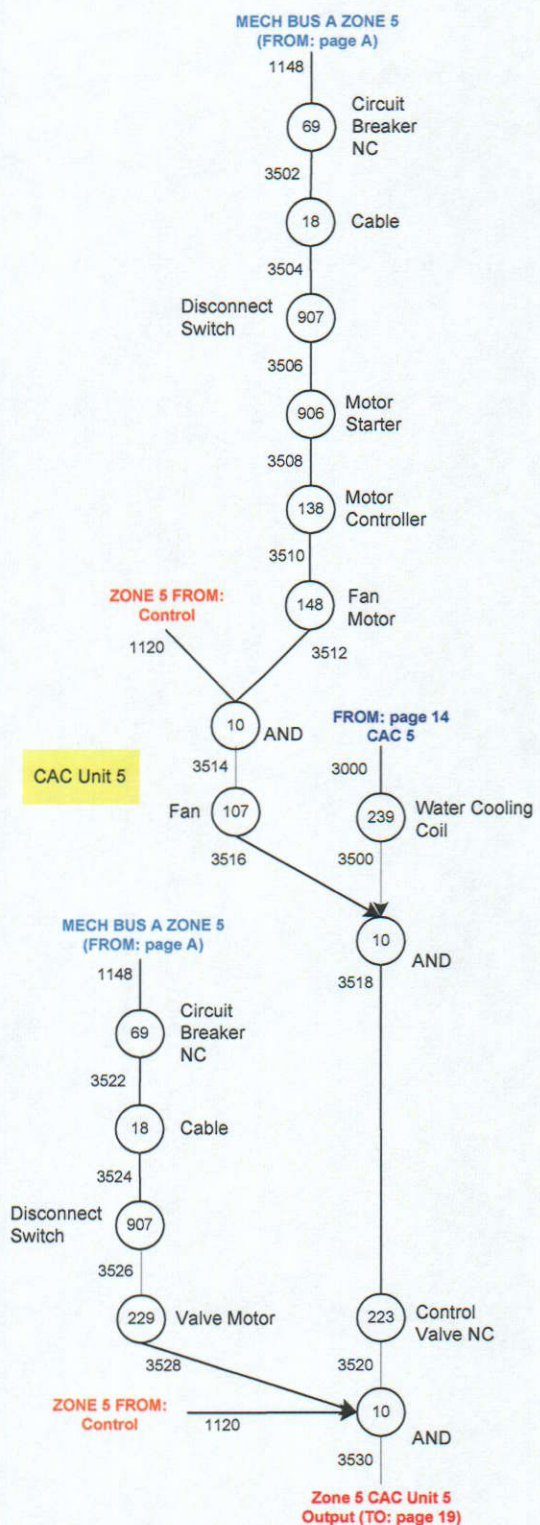 MECH BUS A ZONE 5
(FROM: page A)
1148
69
Circuit
Breaker
NC
3502
18
Cable
3504
Disconnect
Switch
907
3506
906
Motor
Starter
3508
138
Motor
Controller
3510
148
Fan
Motor
ZONE 5 FROM:
Control
1120
3512
10
AND
FROM: page 14
CAC 5
3000
CAC Unit 5
3514
Fan
107
239
Water Cooling
Coil
3516
3500
10
AND
3518
MECH BUS A ZONE 5
(FROM: page A)
1148
69
Circuit
Breaker
NC
3522
18
Cable
3524
Disconnect
Switch
907
3526
229
Valve Motor
223
Control
Valve NC
3528
3520
ZONE 5 FROM:
Control
1120
10
AND
3530
Zone 5 CAC Unit 5
Output (TO: page 19)